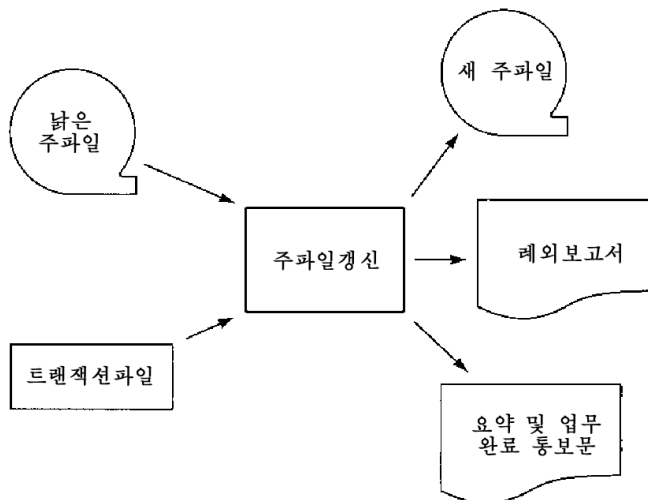 새 주파일
낡은
주파일
주파일갱신
레외보고서
트랜잭션파일
요약 및 업무
완료 통보문